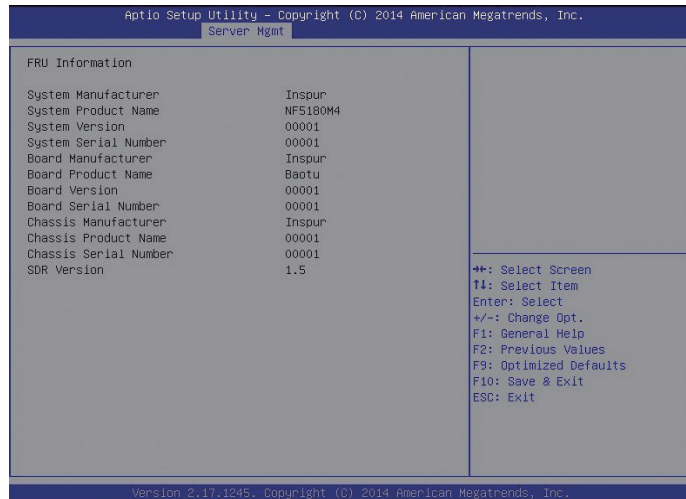 Aptio Setup Utility – Copyright (C) 2014 American Megatrends, Inc.
Server Mgmt
FRU Information
System Manufacturer Inspur
System Product Name NF5180M4
System Version 00001
System Serial Number 00001
Board Manufacturer Inspur
Board Product Name Baotu
Board Version 00001
Board Serial Number 00001
Chassis Manufacturer Inspur
Chassis Product Name 00001
Chassis Serial Number 00001
SDR Version 1.5
→←: Select Screen
↑↓: Select Item
Enter: Select
+/-: Change Opt.
F1: General Help
F2: Previous Values
F9: Optimized Defaults
F10: Save & Exit
ESC: Exit
Version 2.17.1245. Copyright (C) 2014 American Megatrends, Inc.